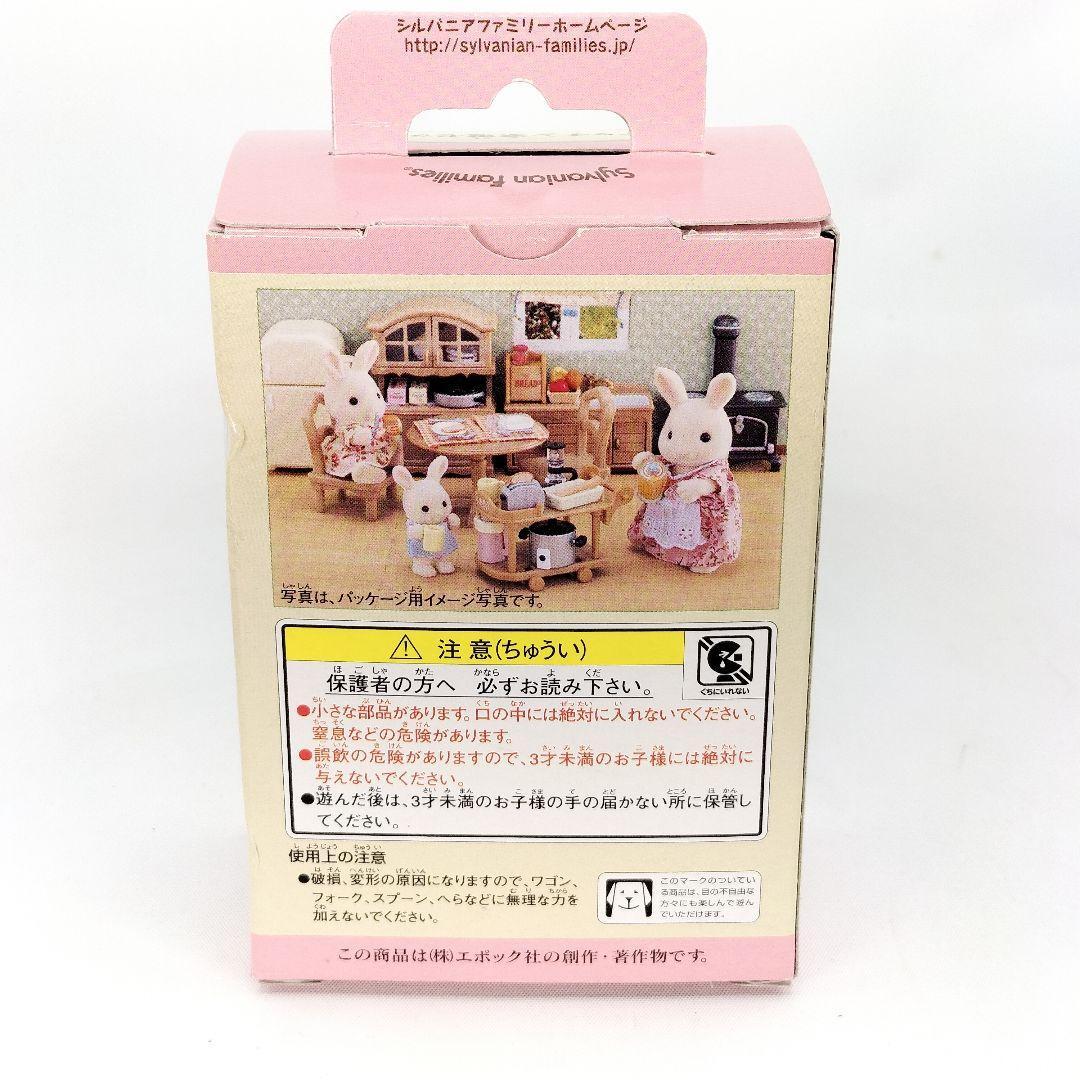 シルバニアファミリーホームページ
http://sylvanian-families.jp/
Sylvanian Families®
BREAD
写真は、パッケージ用イメージ写真です。
⚠ 注意(ちゅうい)
くちにいれない
保護者の方へ 必ずお読み下さい。
●小さな部品があります。口の中には絶対に入れないでください。
窒息などの危険があります。
●誤飲の危険がありますので、3才未満のお子様には絶対に
与えないでください。
●遊んだ後は、3才未満のお子様の手の届かない所に保管し
てください。
使用上の注意
●破損、変形の原因になりますので、ワゴン、
フォーク、スプーン、へらなどに無理な力を
加えないでください。
このマークのついてい
る商品は、目の不自由な
方々にも楽しんで遊ん
でいただけます。
この商品は(株)エポック社の創作・著作物です。